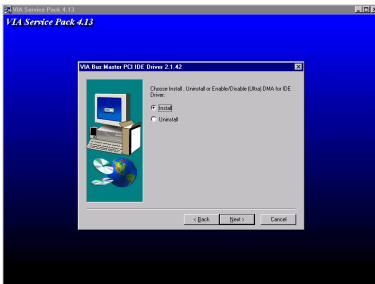 VIA Service Pack 4.13
VIA Service Pack 4.13
VIA Bus Master PCI IDE Driver 2.1.42
Choose Install, Uninstall or Enable/Disable (Ultra) DMA for IDE
Driver:
Install
Uninstall
< Back
Next >
Cancel